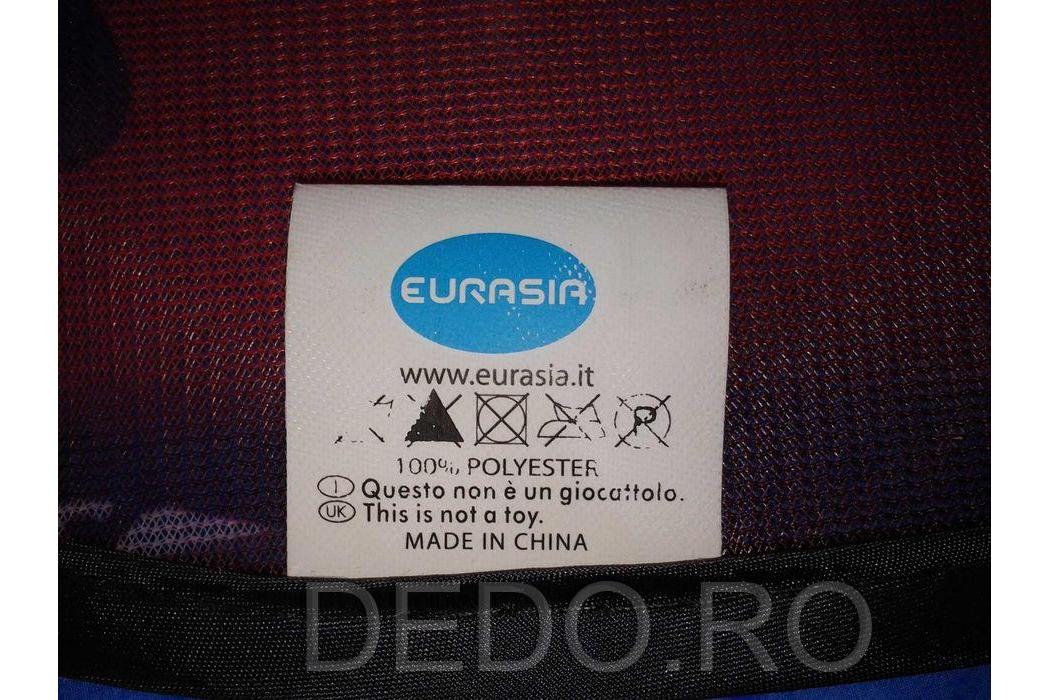 EURASIA
www.eurasia.it
P
100% POLYESTER
I Questo non è un giocattolo.
UK This is not a toy.
MADE IN CHINA
DEDO.RO